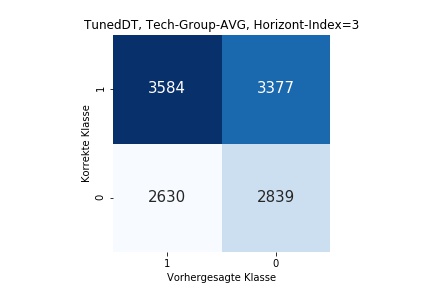 TunedDT, Tech-Group-AVG, Horizont-Index=3
Korrekte Klasse
1
3584 3377
0
2630 2839
1 0
Vorhergesagte Klasse